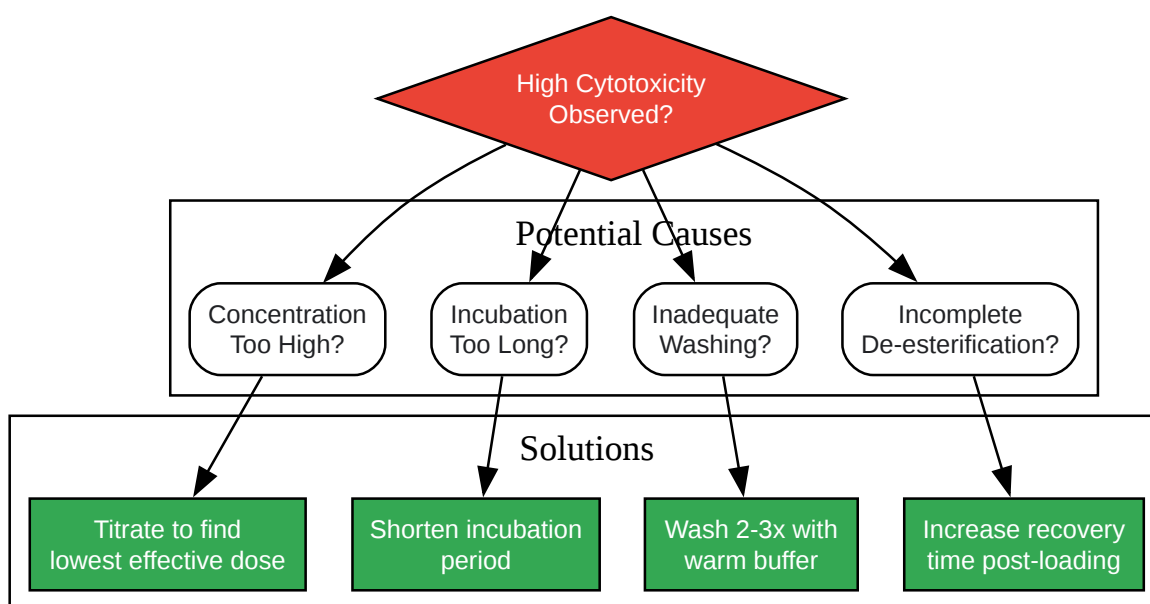 High Cytotoxicity
Observed?
Potential Causes
Concentration
Too High?
Incubation
Too Long?
Inadequate
Washing?
Incomplete
De-esterification?
Solutions
Titrate to find
lowest effective dose
Shorten incubation
period
Wash 2-3x with
warm buffer
Increase recovery
time post-loading